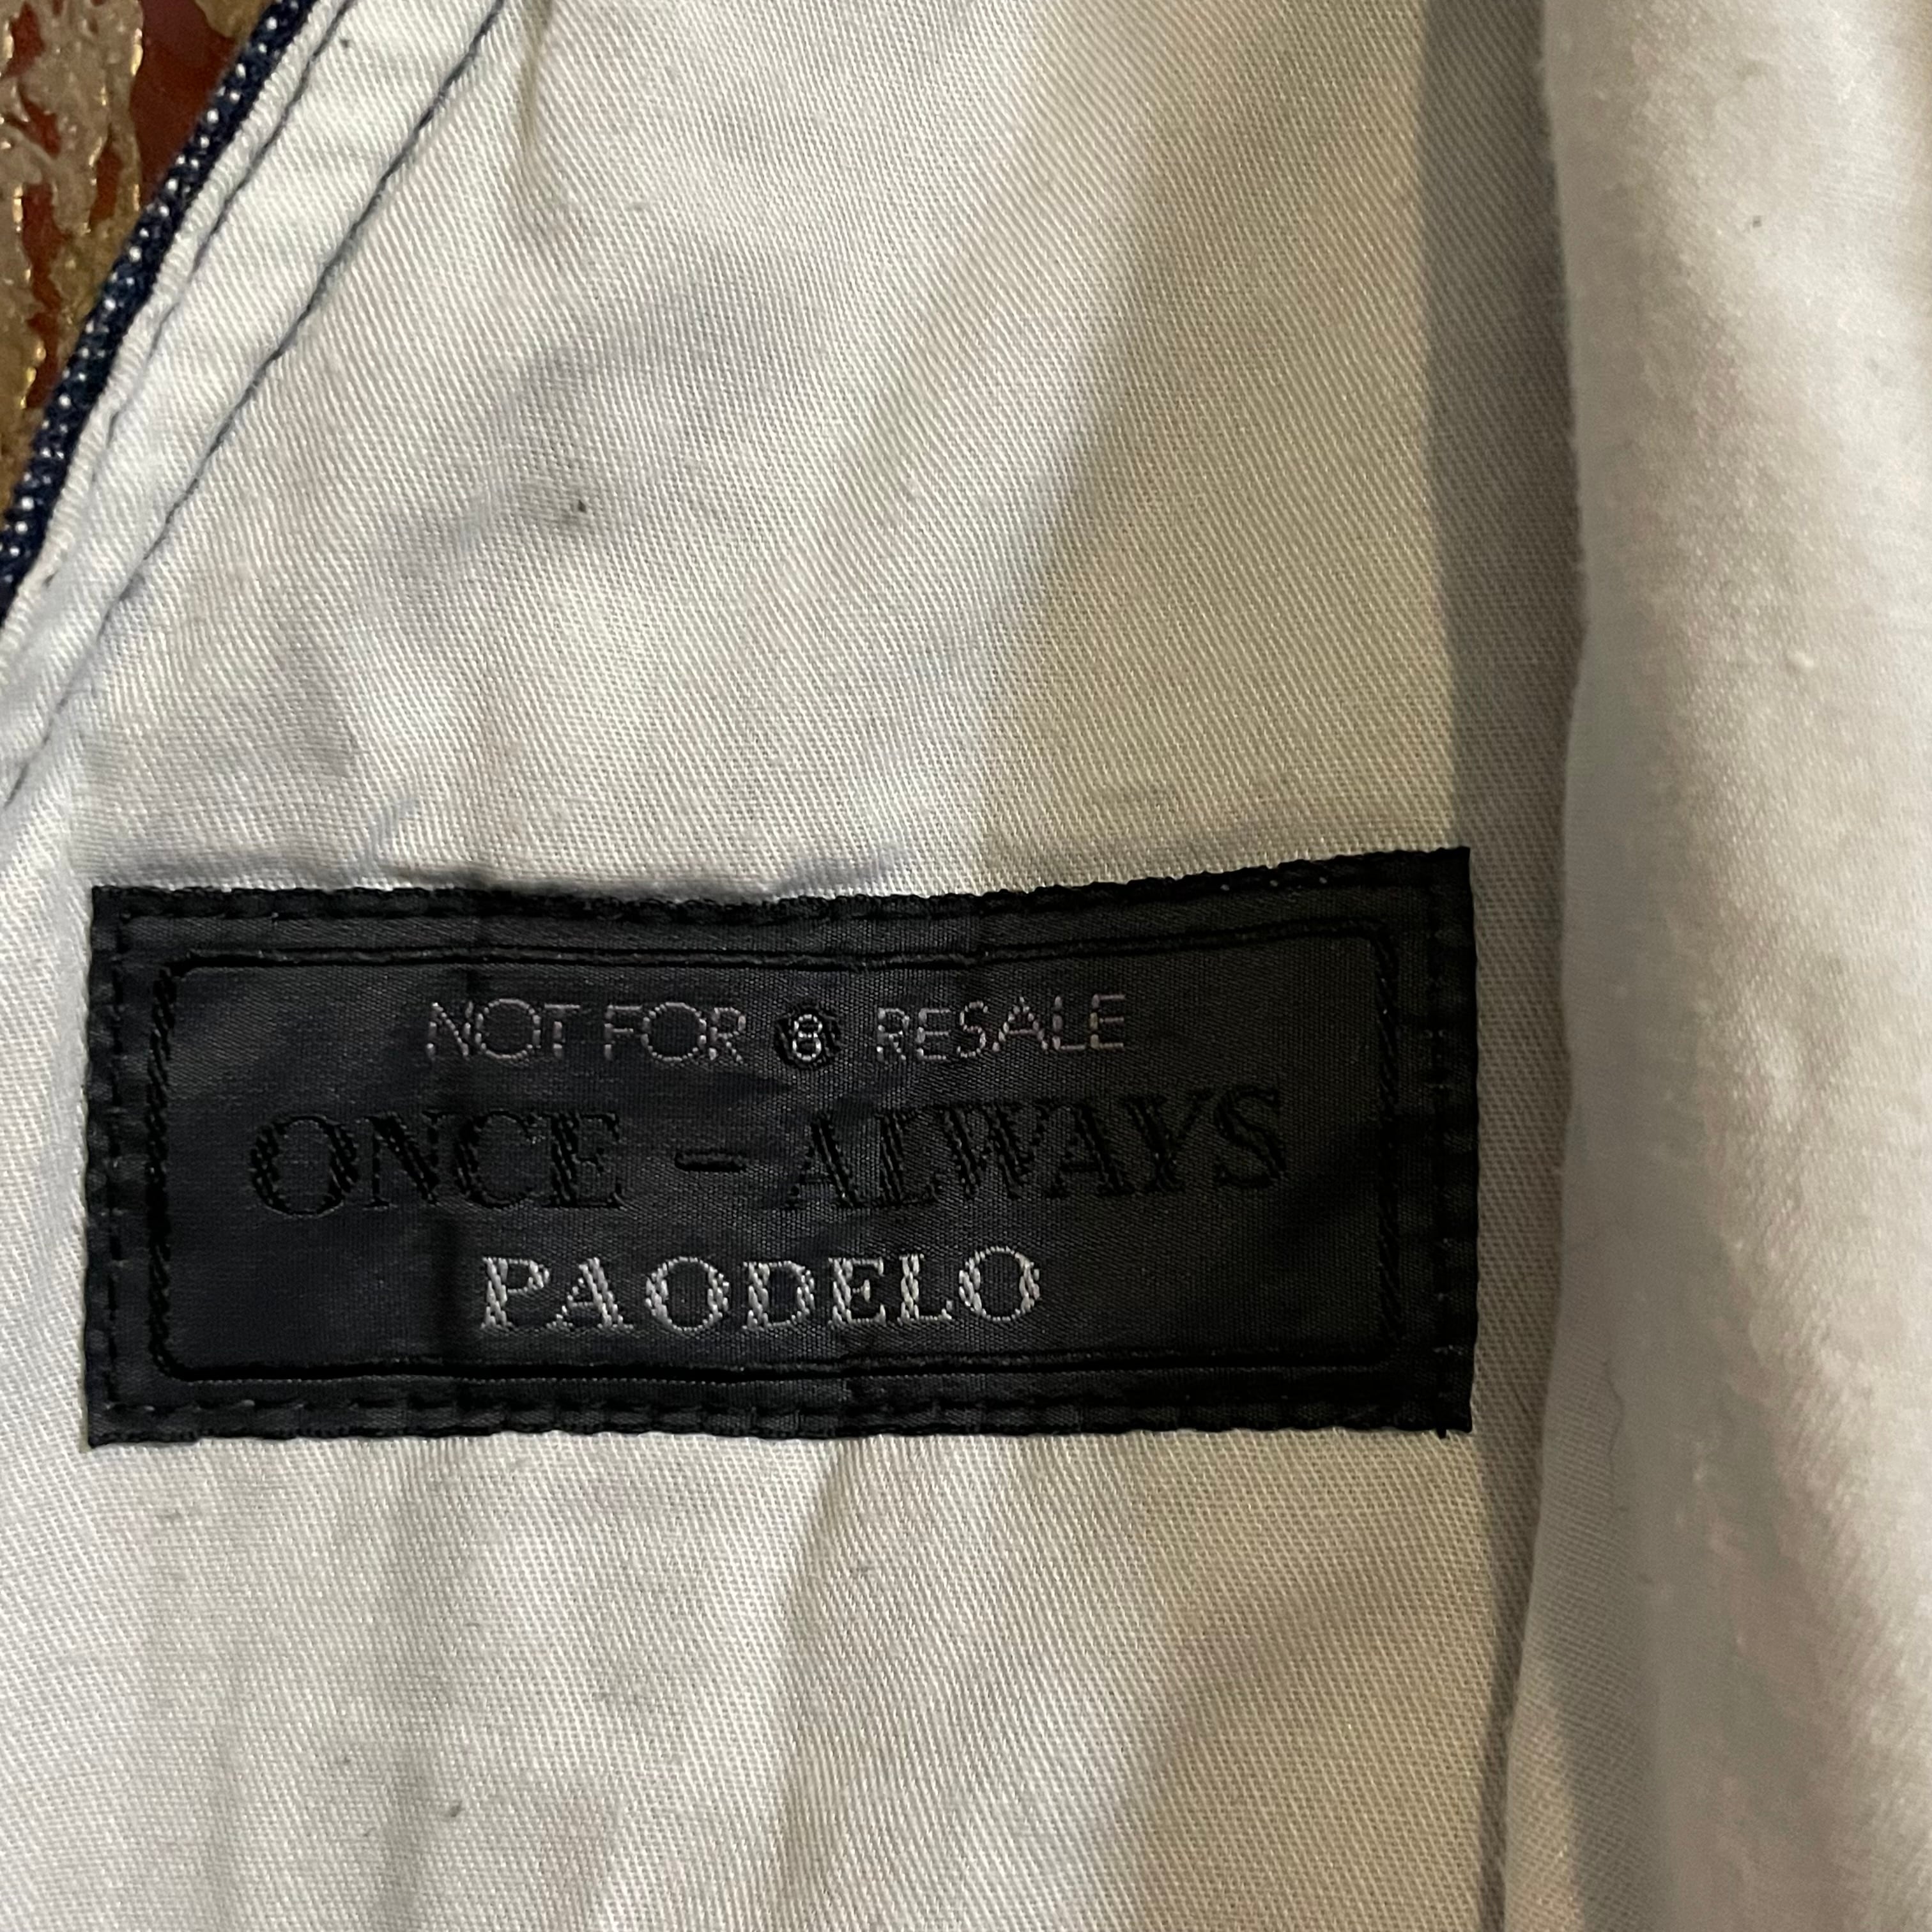 NOT FOR 8 RESALE
ONCE - ALWAYS
PAODELO